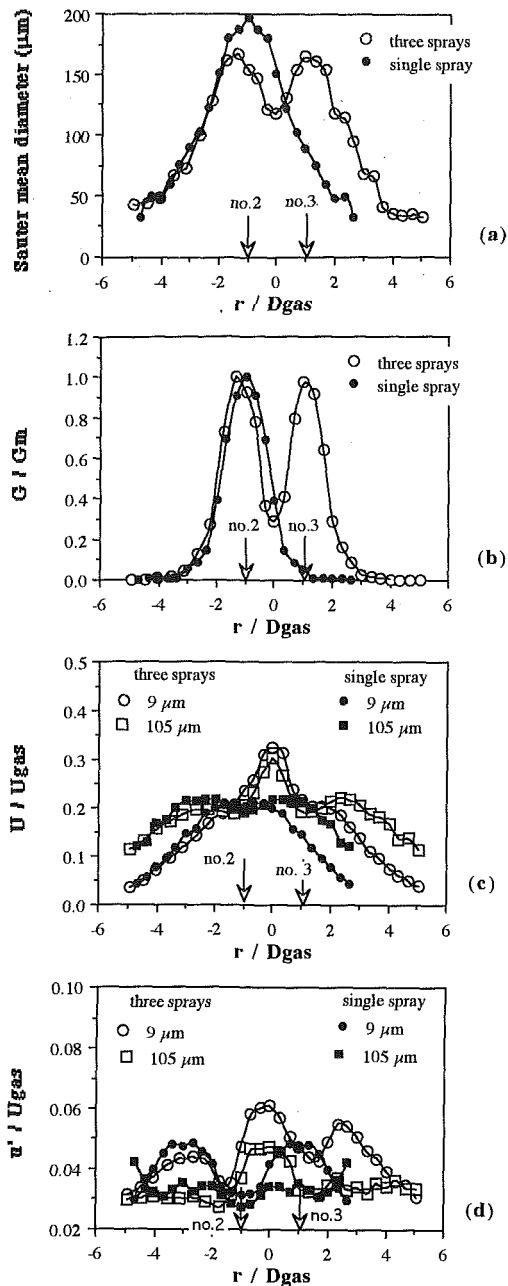 Sauter mean diameter (μm)
200
150
100
50
0
three sprays
single spray
no.2
no.3
-6 -4 -2 0 2 4 6
r / Dgas
(a)
G / Gm
1.2
1.0
0.8
0.6
0.4
0.2
0.0
three sprays
single spray
no.2
no.3
-6 -4 -2 0 2 4 6
r / Dgas
(b)
U / Ugas
0.5
0.4
0.3
0.2
0.1
0.0
three sprays
9 μm
105 μm
single spray
9 μm
105 μm
no.2
no. 3
-6 -4 -2 0 2 4 6
r / Dgas
(c)
u' / Ugas
0.10
0.08
0.06
0.04
0.02
three sprays
9 μm
105 μm
single spray
9 μm
105 μm
no.2
no.3
-6 -4 -2 0 2 4 6
r / Dgas
(d)